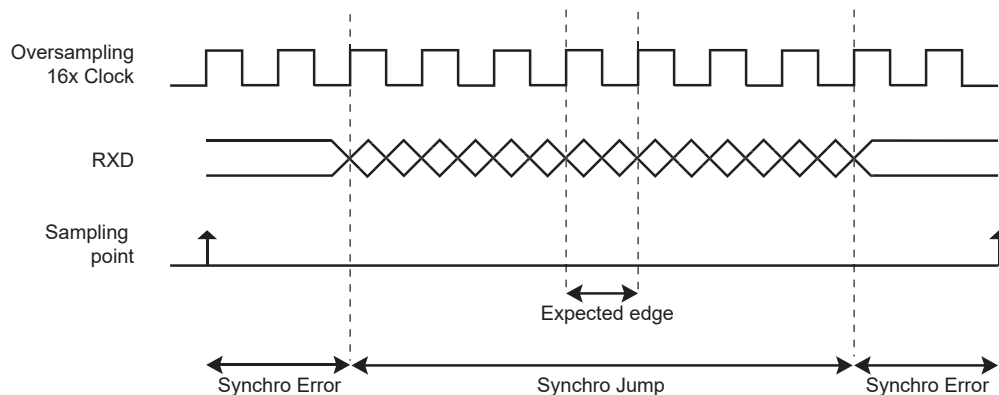 Oversampling
16x Clock
RXD
Sampling
point
Expected edge
Synchro Error
Synchro Jump
Synchro Error